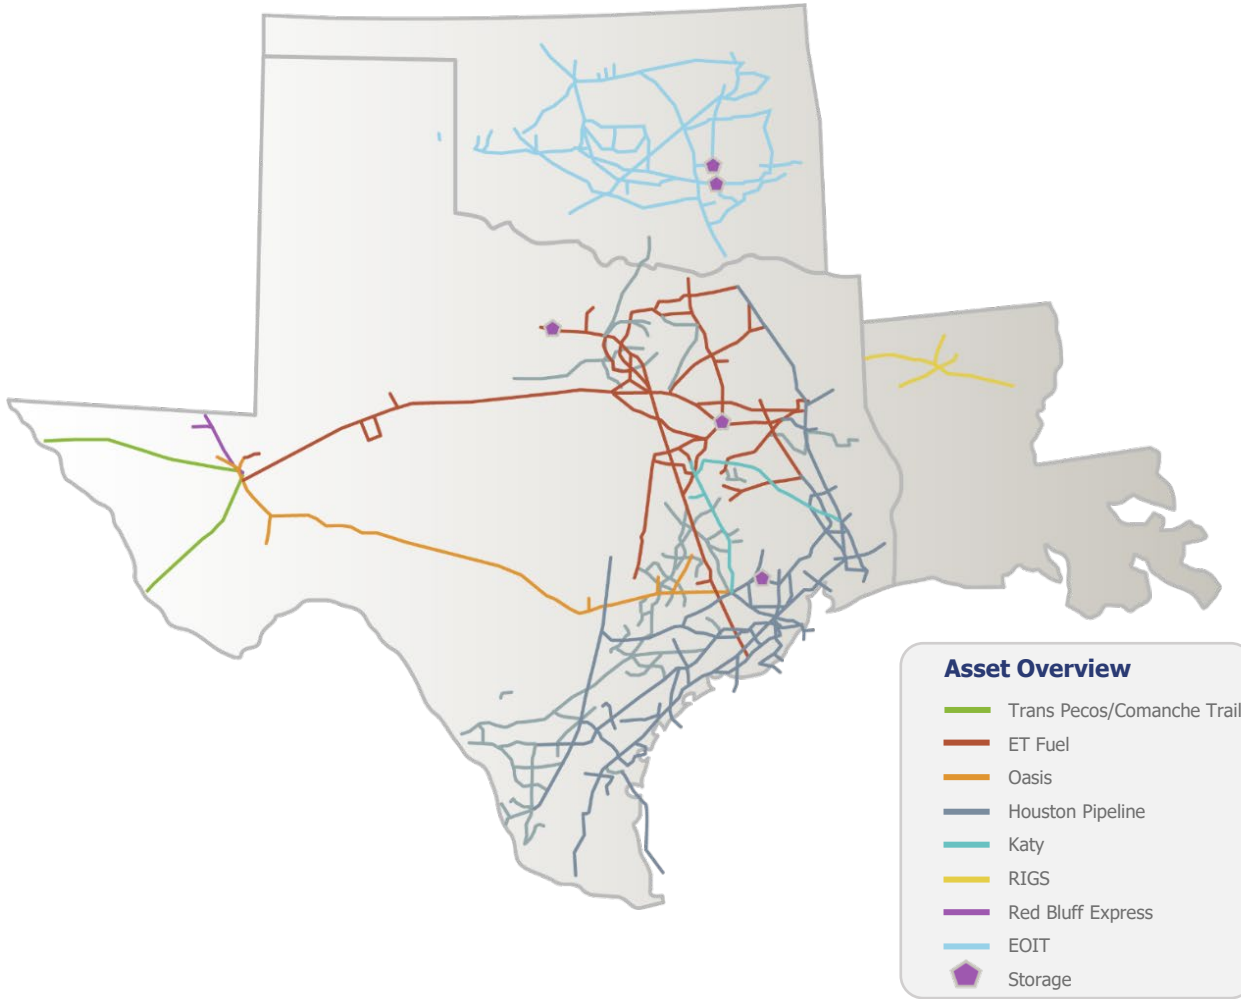 Asset Overview
Trans Pecos/Comanche Trail
ET Fuel
Oasis
Houston Pipeline
Katy
RIGS
Red Bluff Express
EOIT
Storage